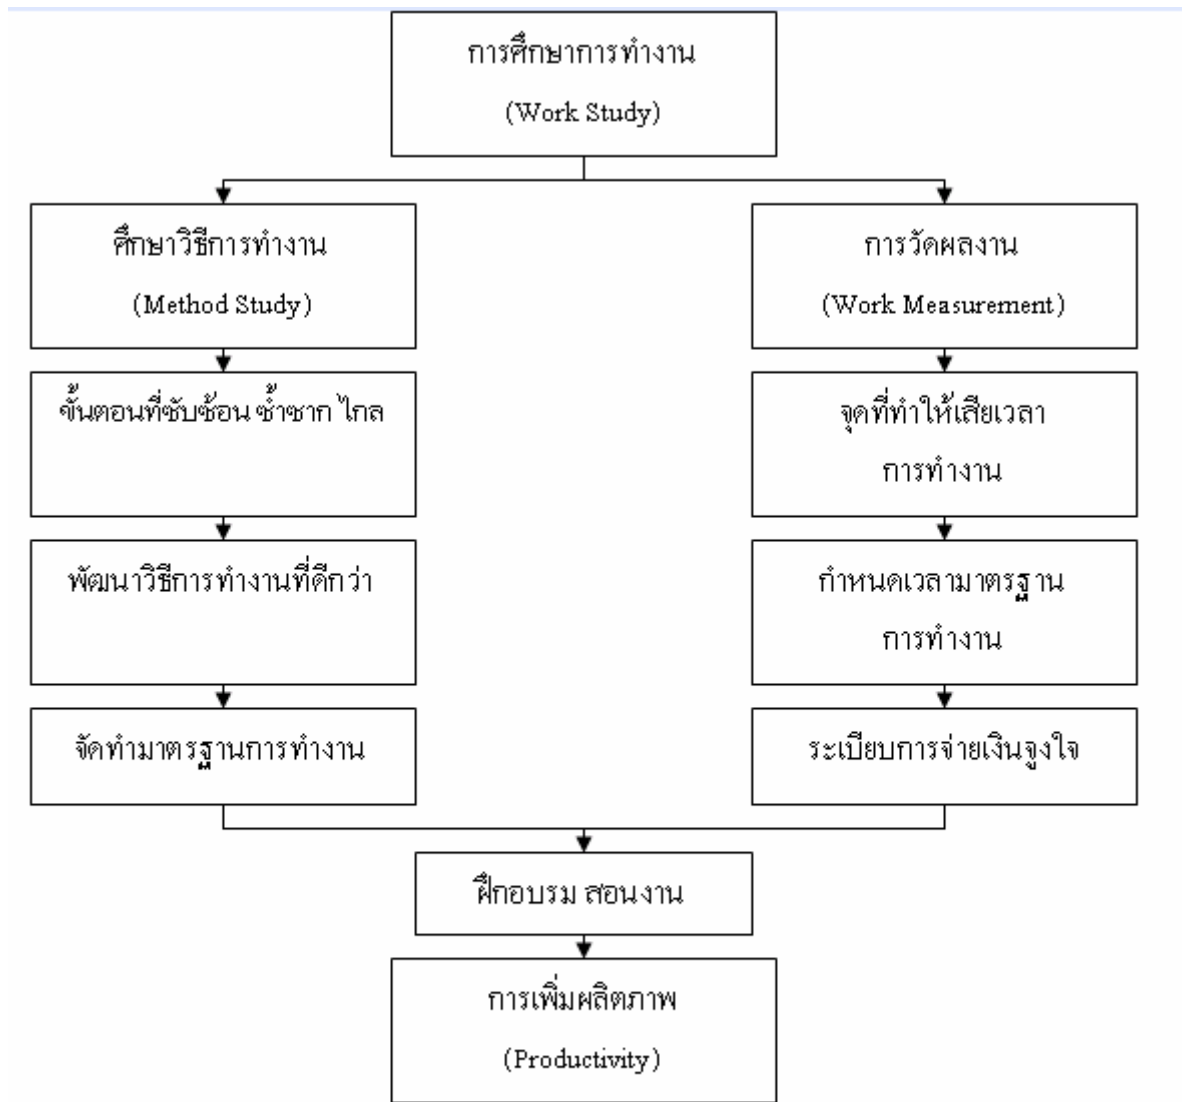 การศึกษาการทำงาน
(Work Study)
ศึกษาวิธีการทำงาน
(Method Study)
การวัดผลงาน
(Work Measurement)
ขั้นตอนที่ซับซ้อน ซ้ำซาก ไกล
จุดที่ทำให้เสียเวลา
การทำงาน
พัฒนาวิธีการทำงานที่ดีกว่า
กำหนดเวลามาตรฐาน
การทำงาน
จัดทำมาตรฐานการทำงาน
ระเบียบการจ่ายเงินจูงใจ
ฝึกอบรม สอนงาน
การเพิ่มผลิตภาพ
(Productivity)